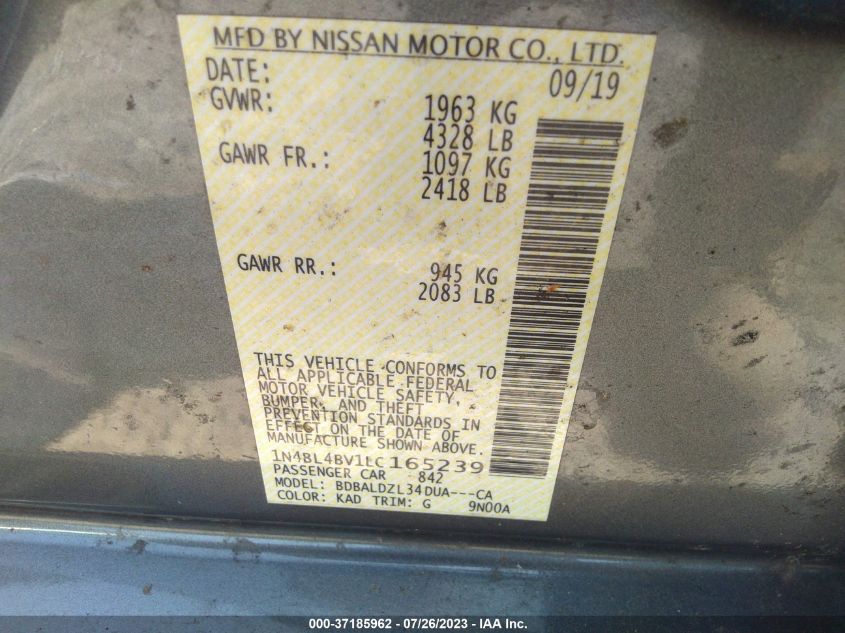 MFD BY NISSAN MOTOR CO., LTD.
DATE: 09/19
GVWR: 1963 KG
4328 LB
GAWR FR.: 1097 KG
2418 LB
GAWR RR.: 945 KG
2083 LB
THIS VEHICLE CONFORMS TO
ALL APPLICABLE FEDERAL
MOTOR VEHICLE SAFETY,
BUMPER, AND THEFT
PREVENTION STANDARDS IN
EFFECT ON THE DATE OF
MANUFACTURE SHOWN ABOVE.
1N4BL4BV1LC165239
PASSENGER CAR 842
MODEL: BDBALDZL34DUA---CA
COLOR: KAD TRIM: G 9N00A
000-37185962 - 07/26/2023 - IAA Inc.